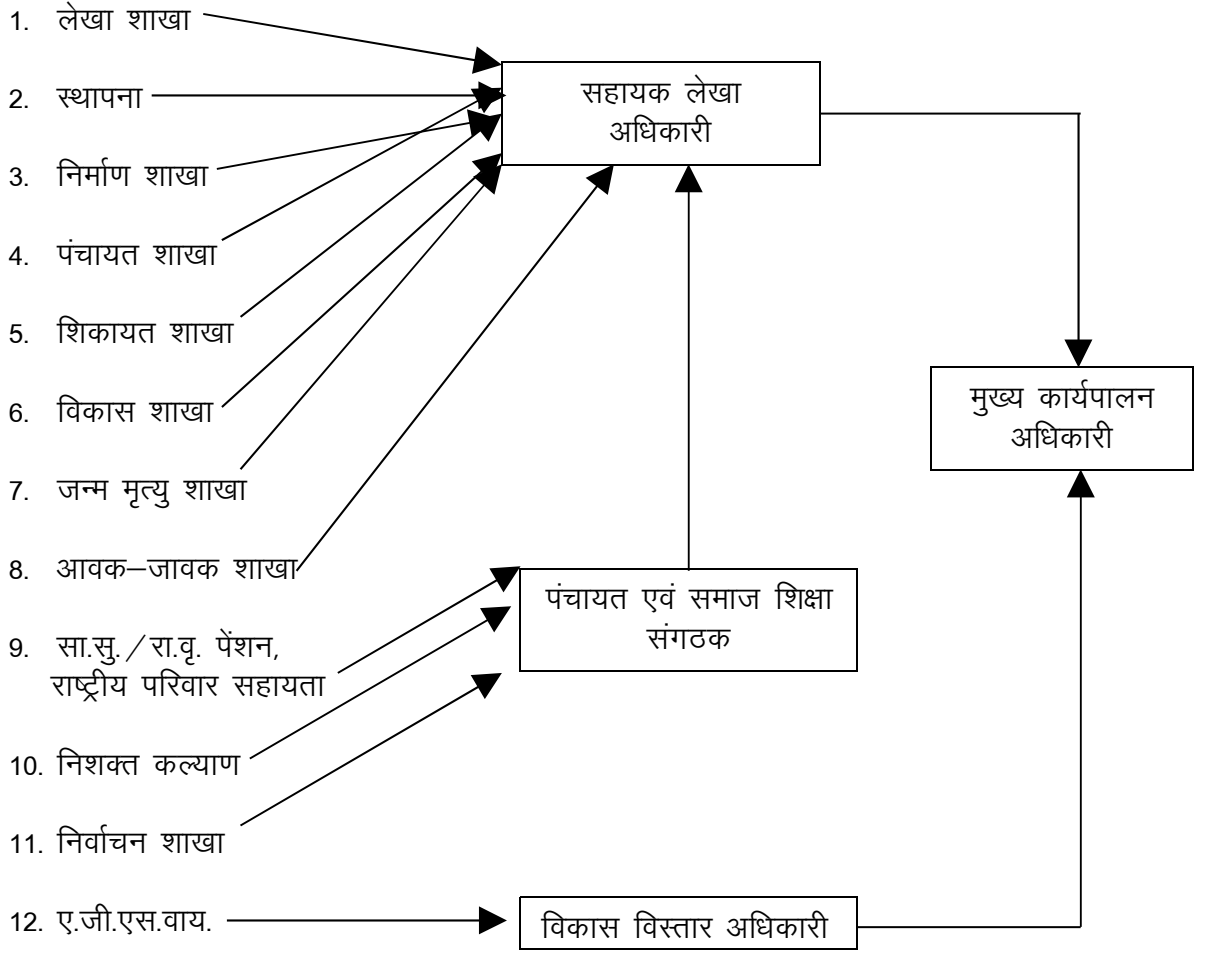 1. लेखा शाखा
2. स्थापना
3. निर्माण शाखा
4. पंचायत शाखा
5. शिकायत शाखा
6. विकास शाखा
7. जन्म मृत्यु शाखा
8. आवक–जावक शाखा
9. सा.सु./रा.वृ. पेंशन,
राष्ट्रीय परिवार सहायता
10. निशक्त कल्याण
11. निर्वाचन शाखा
12. ए.जी.एस.वाय.
सहायक लेखा
अधिकारी
पंचायत एवं समाज शिक्षा
संगठक
विकास विस्तार अधिकारी
मुख्य कार्यपालन
अधिकारी